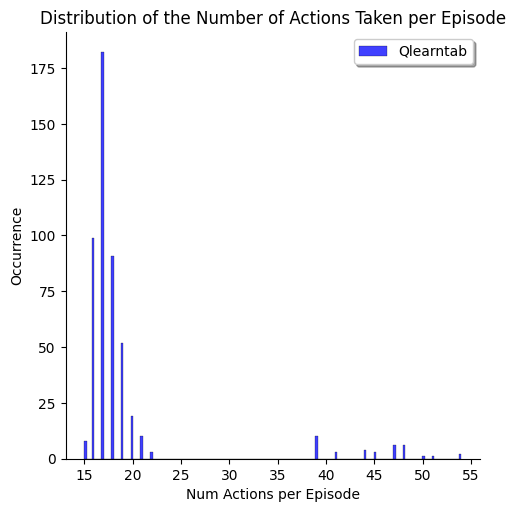 Distribution of the Number of Actions Taken per Episode
Qlearntab
175
150
125
100
75
50
25
0
Occurrence
15 20 25 30 35 40 45 50 55
Num Actions per Episode